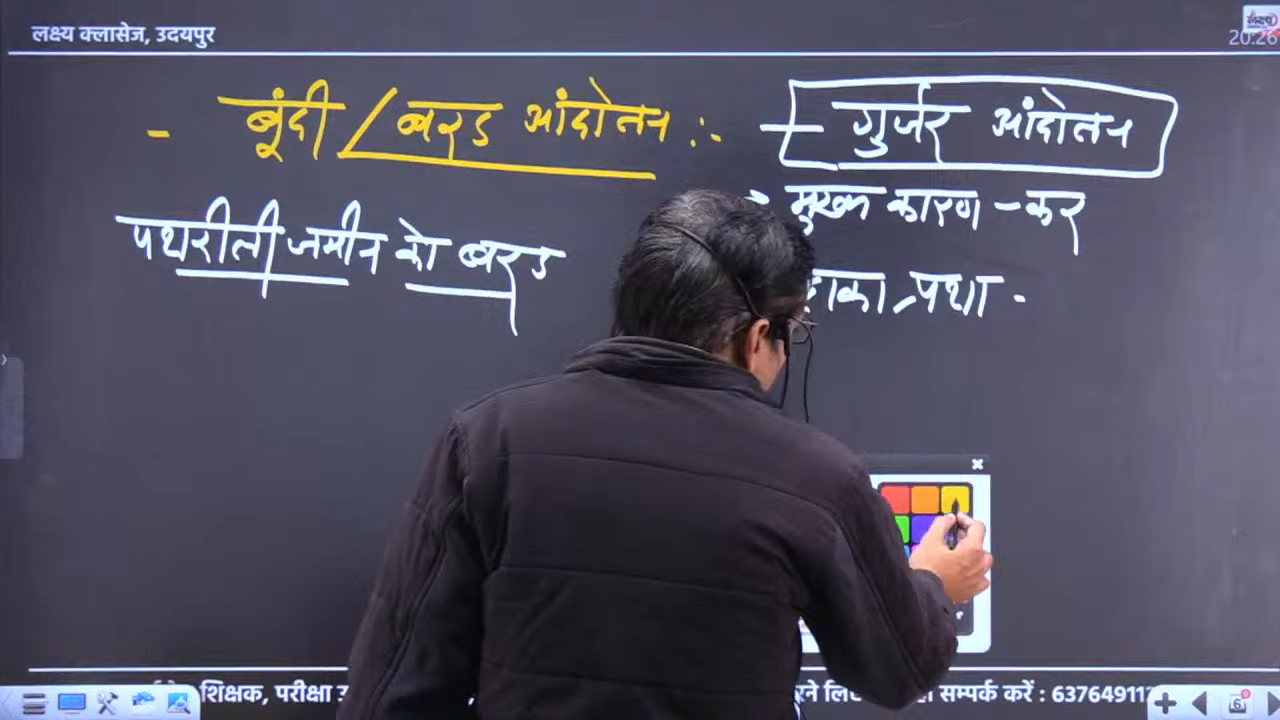 लक्ष्य क्लासेज, उदयपुर
लक्ष्य
20:26
- बूंदी / बरड आंदोलन :-
गुर्जर आंदोलन
मुख्य कारण - कर
पथरीली जमीन को बरड
प्रथा -
शिक्षक, परीक्षा
सम्पर्क करें :